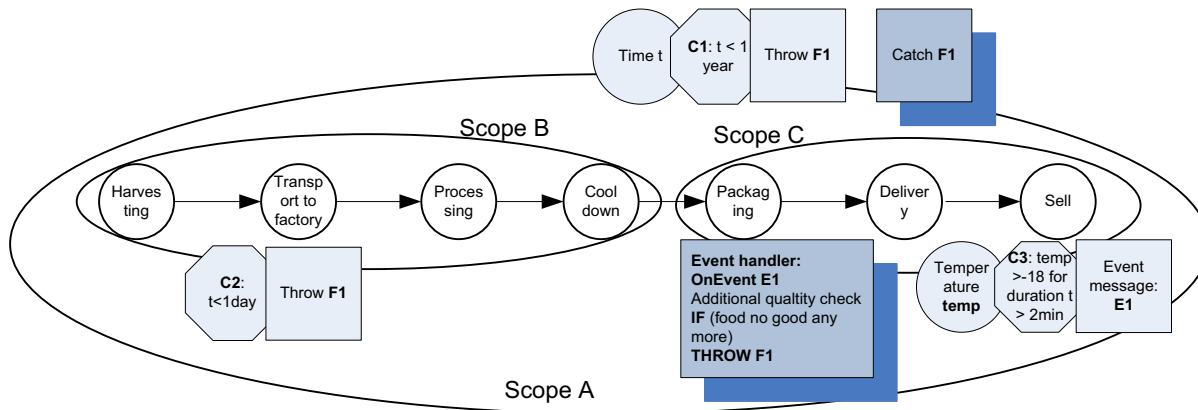 Time t
C1: t < 1
year
Throw F1
Catch F1
Scope B
Scope C
Harves
ting
Transp
ort to
factory
Proces
sing
Cool
down
Packag
ing
Deliver
y
Sell
C2:
t<1day
Throw F1
Event handler:
OnEvent E1
Additional qualtity check
IF (food no good any
more)
THROW F1
Temper
ature
temp
C3: temp
>-18 for
duration t
> 2min
Event
message:
E1
Scope A